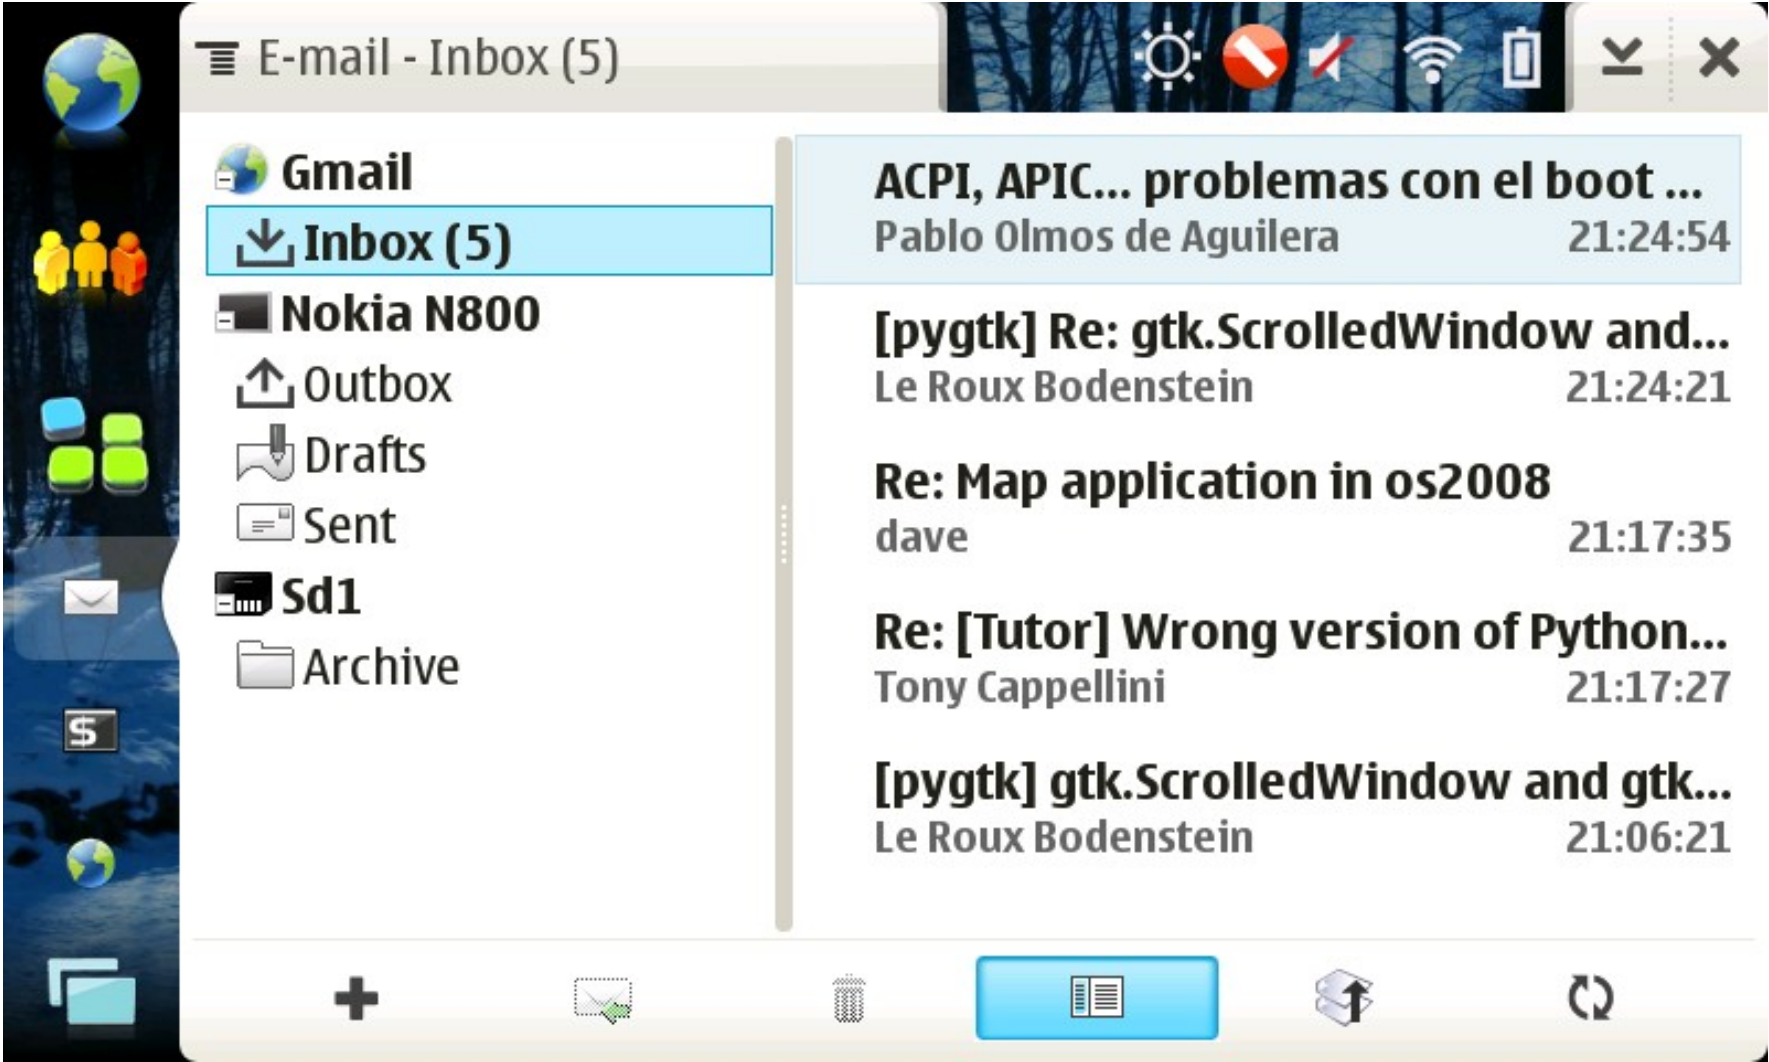 E-mail - Inbox (5)
Gmail
Inbox (5)
Nokia N800
Outbox
Drafts
Sent
Sd1
Archive
ACPI, APIC... problemas con el boot ...
Pablo Olmos de Aguilera 21:24:54
[pygtk] Re: gtk.ScrolledWindow and...
Le Roux Bodenstein 21:24:21
Re: Map application in os2008
dave 21:17:35
Re: [Tutor] Wrong version of Python...
Tony Cappellini 21:17:27
[pygtk] gtk.ScrolledWindow and gtk...
Le Roux Bodenstein 21:06:21
$